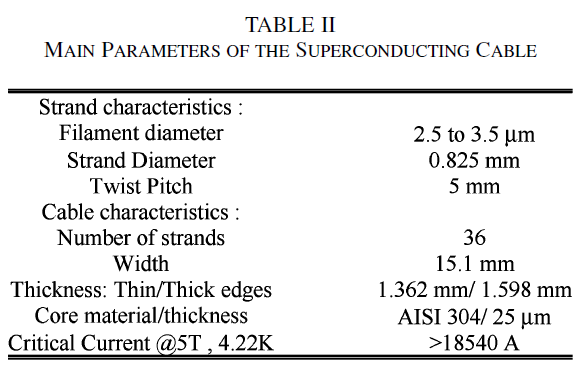 TABLE II
MAIN PARAMETERS OF THE SUPERCONDUCTING CABLE
Strand characteristics :
Filament diameter 2.5 to 3.5 μm
Strand Diameter 0.825 mm
Twist Pitch 5 mm
Cable characteristics :
Number of strands 36
Width 15.1 mm
Thickness: Thin/Thick edges 1.362 mm/ 1.598 mm
Core material/thickness AISI 304/ 25 μm
Critical Current @5T , 4.22K >18540 A